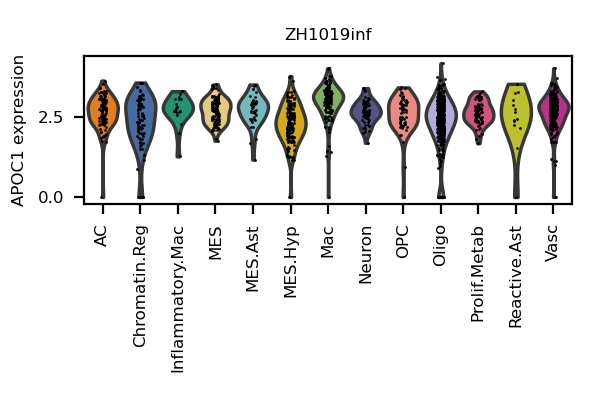 ZH1019inf
APOC1 expression
2.5
0.0
AC
Chromatin.Reg
Inflammatory.Mac
MES
MES.Ast
MES.Hyp
Mac
Neuron
OPC
Oligo
Prolif.Metab
Reactive.Ast
Vasc